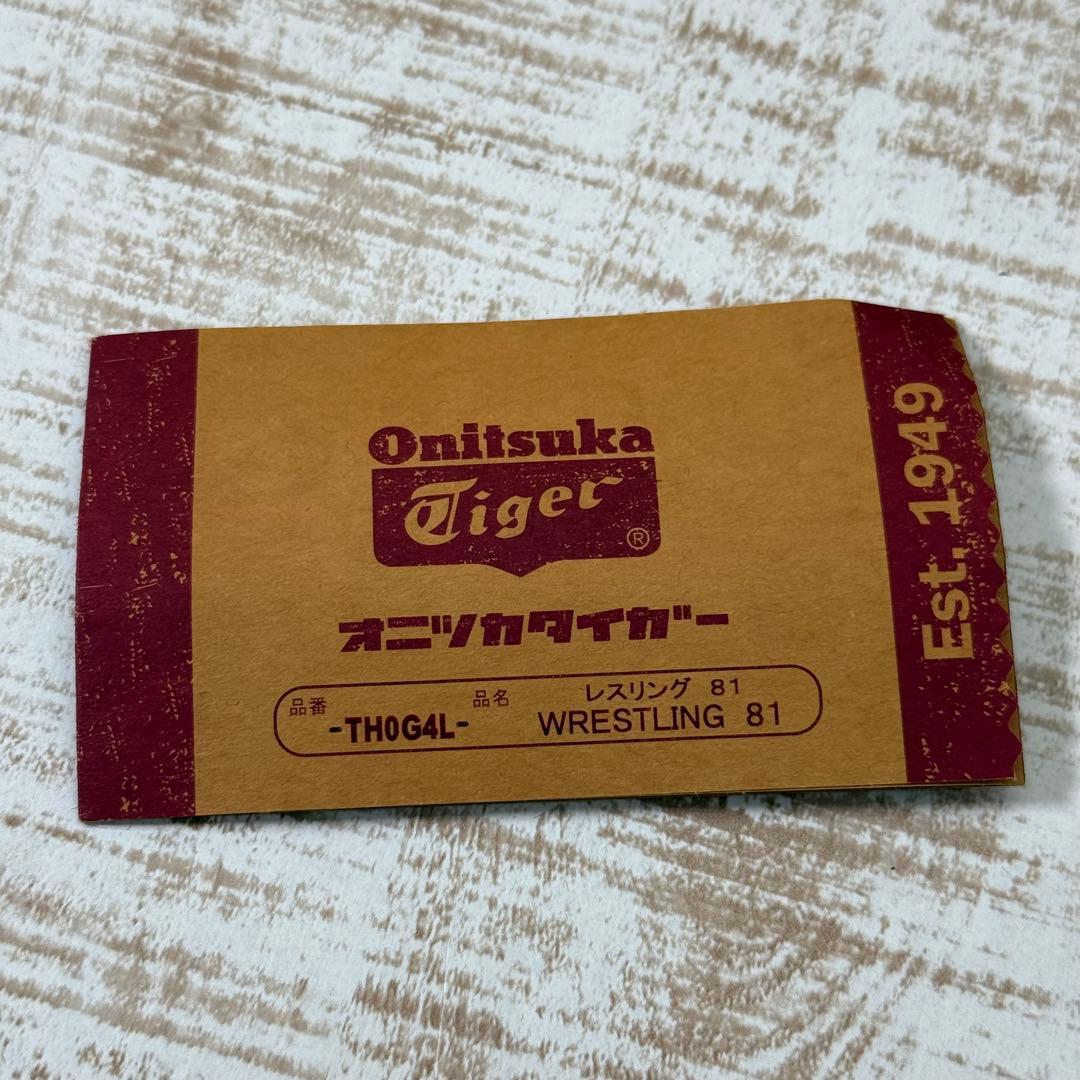 Onitsuka
Tiger®
オニツカタイガー
品番 -TH0G4L-
品名 レスリング 81
WRESTLING 81
Est. 1949